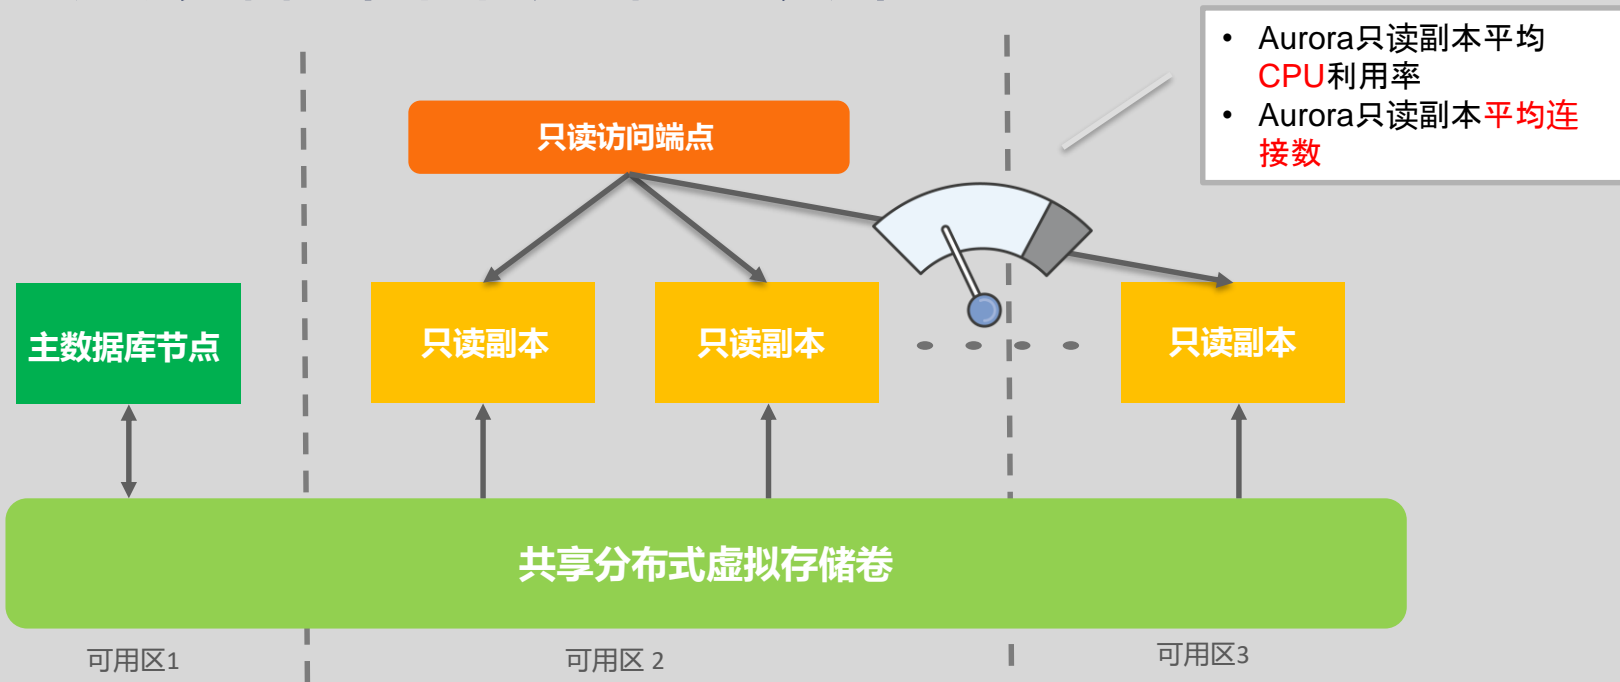 • Aurora只读副本平均
CPU利用率
• Aurora只读副本平均连
接数
只读访问端点
主数据库节点
只读副本
只读副本
只读副本
共享分布式虚拟存储卷
可用区1
可用区 2
可用区3